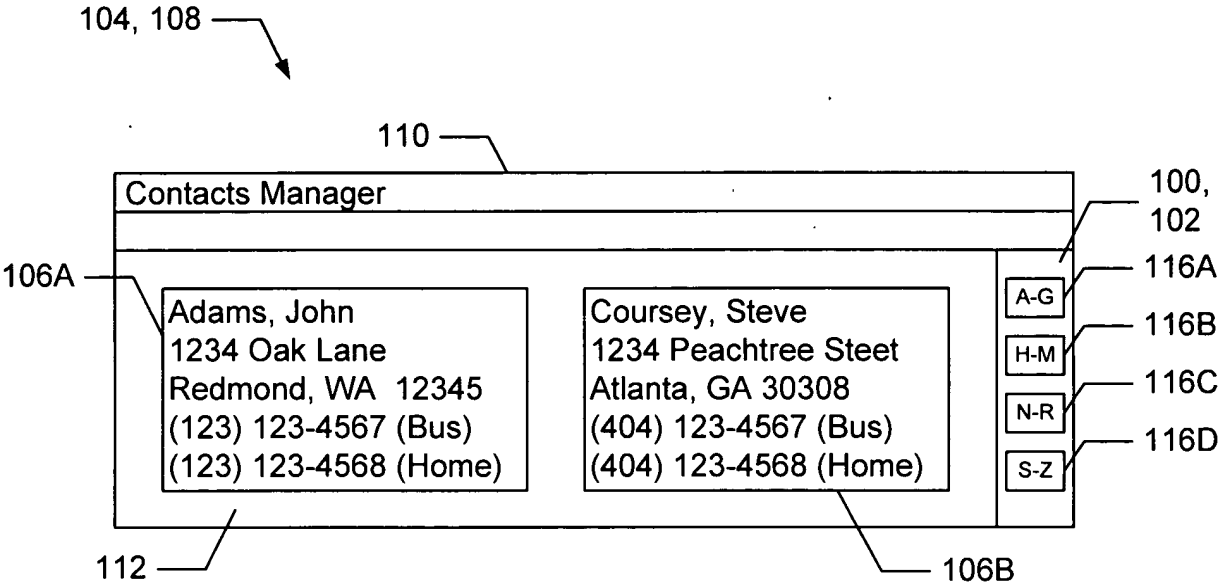 104, 108
110
Contacts Manager
100,
102
106A
116A
A-G
Adams, John
1234 Oak Lane
Redmond, WA 12345
(123) 123-4567 (Bus)
(123) 123-4568 (Home)
Coursey, Steve
1234 Peachtree Steet
Atlanta, GA 30308
(404) 123-4567 (Bus)
(404) 123-4568 (Home)
116B
H-M
116C
N-R
116D
S-Z
112
106B